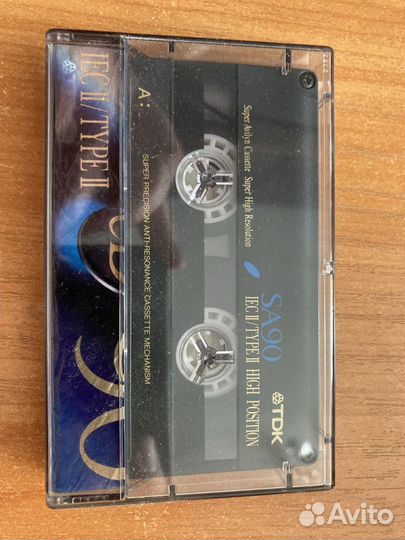 TDK
SA90
IEC II/TYPE II HIGH POSITION
Super Avilyn Cassette Super High Resolution
A:
SUPER PRECISION ANTI-RESONANCE CASSETTE MECHANISM
IEC II/TYPE II
90
Avito